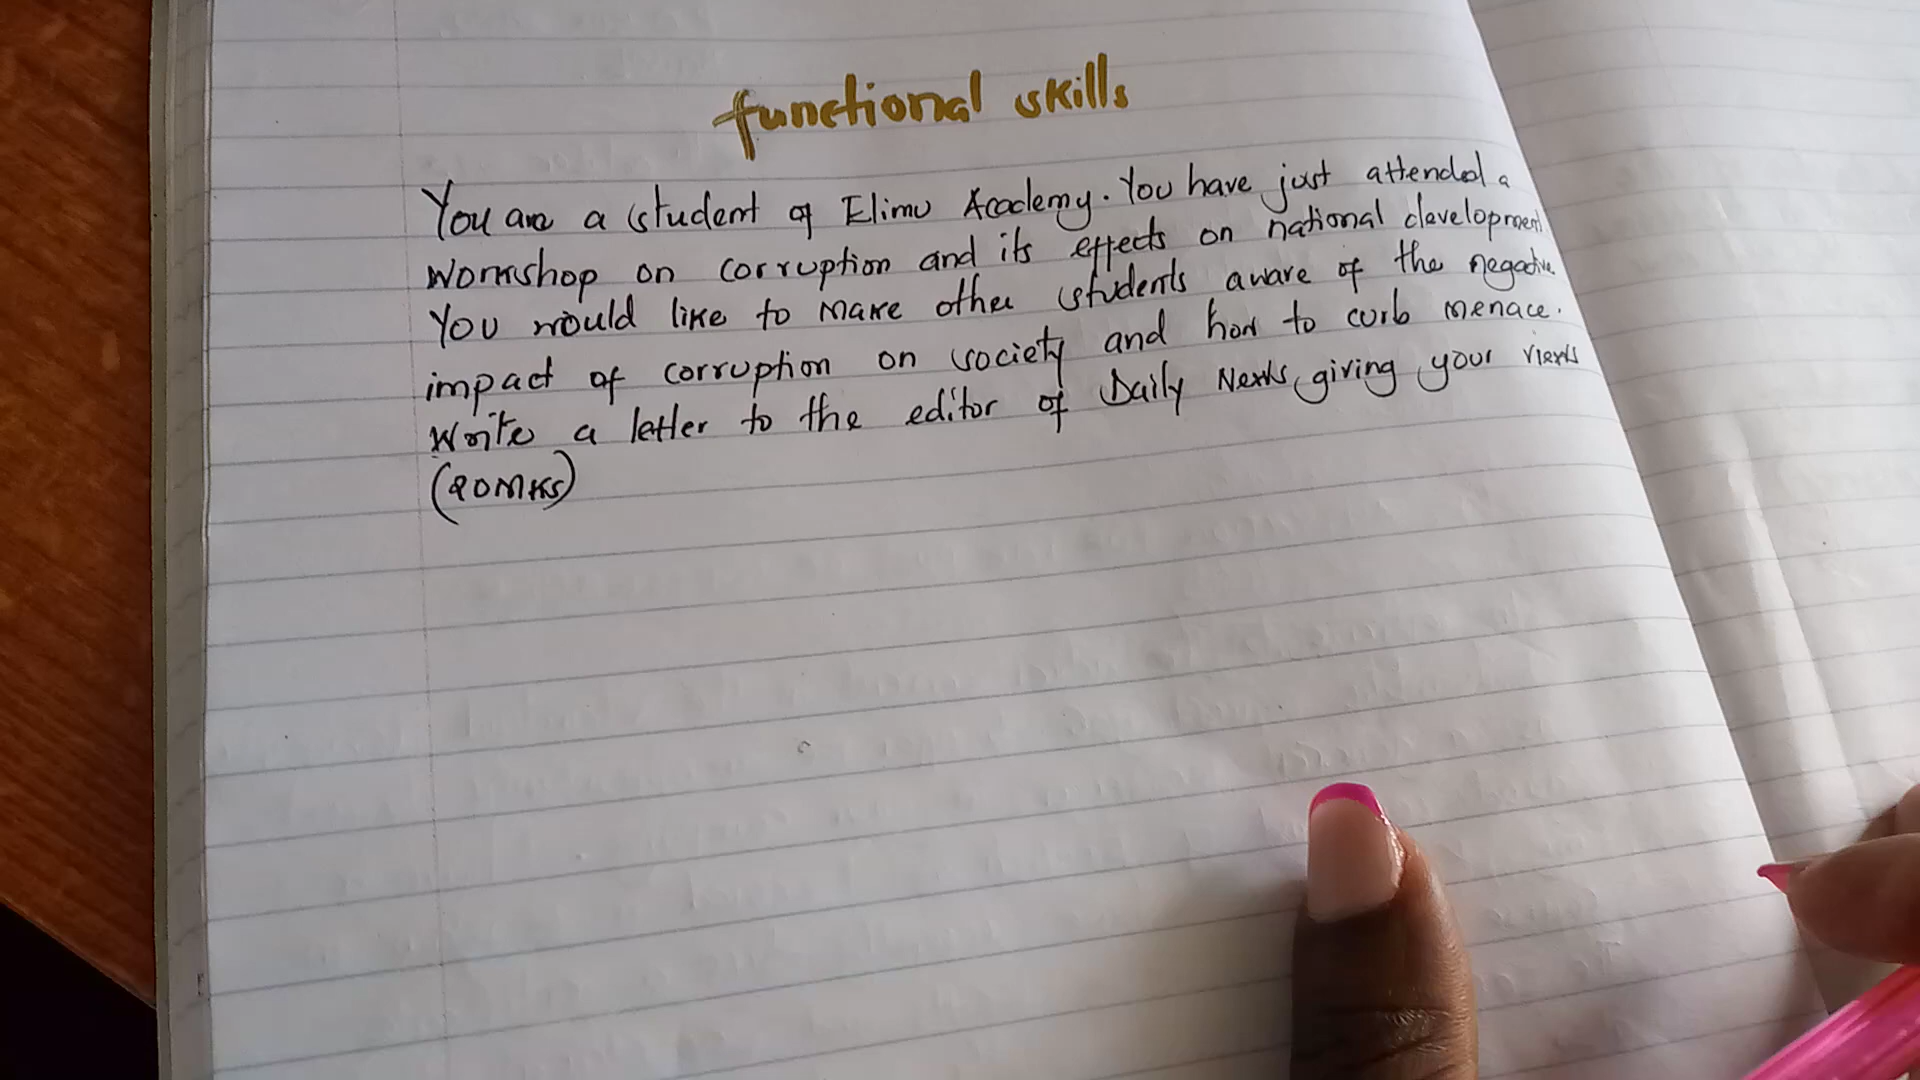 functional skills
You are a student of Elimu Academy. You have just attended a
workshop on corruption and its effects on national development
You would like to make other students aware of the negative
impact of corruption on society and how to curb menace.
Write a letter to the editor of Daily News, giving your views
(20MKS)